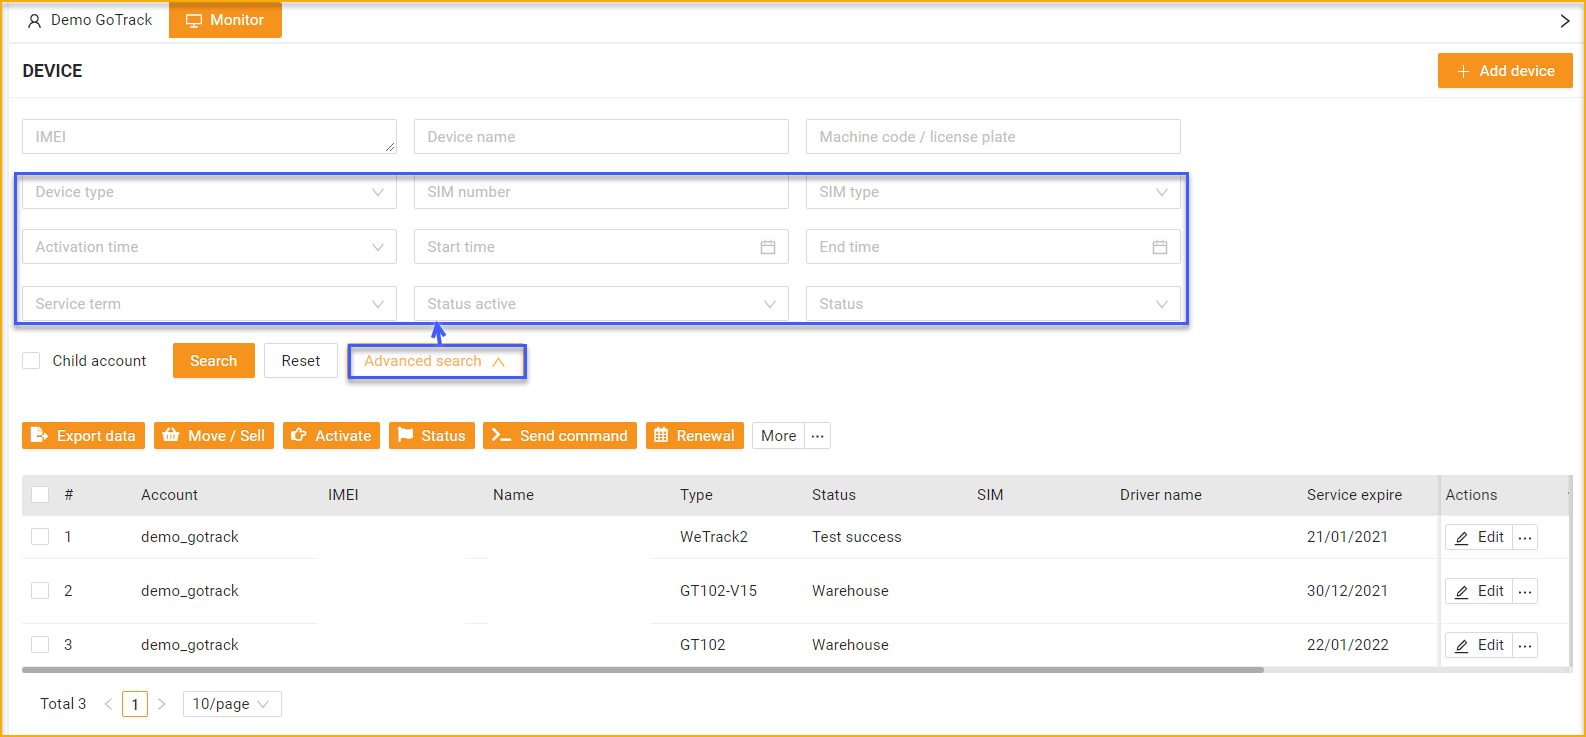 Demo GoTrack Monitor
DEVICE
Add device
IMEI Device name Machine code / license plate
Device type SIM number SIM type
Activation time Start time End time
Service term Status active Status
Child account Search Reset Advanced search
Export data Move / Sell Activate Status Send command Renewal More ···
# Account IMEI Name Type Status SIM Driver name Service expire Actions
1 demo_gotrack WeTrack2 Test success 21/01/2021 Edit ···
2 demo_gotrack GT102-V15 Warehouse 30/12/2021 Edit ···
3 demo_gotrack GT102 Warehouse 22/01/2022 Edit ···
Total 3 < 1 > 10/page